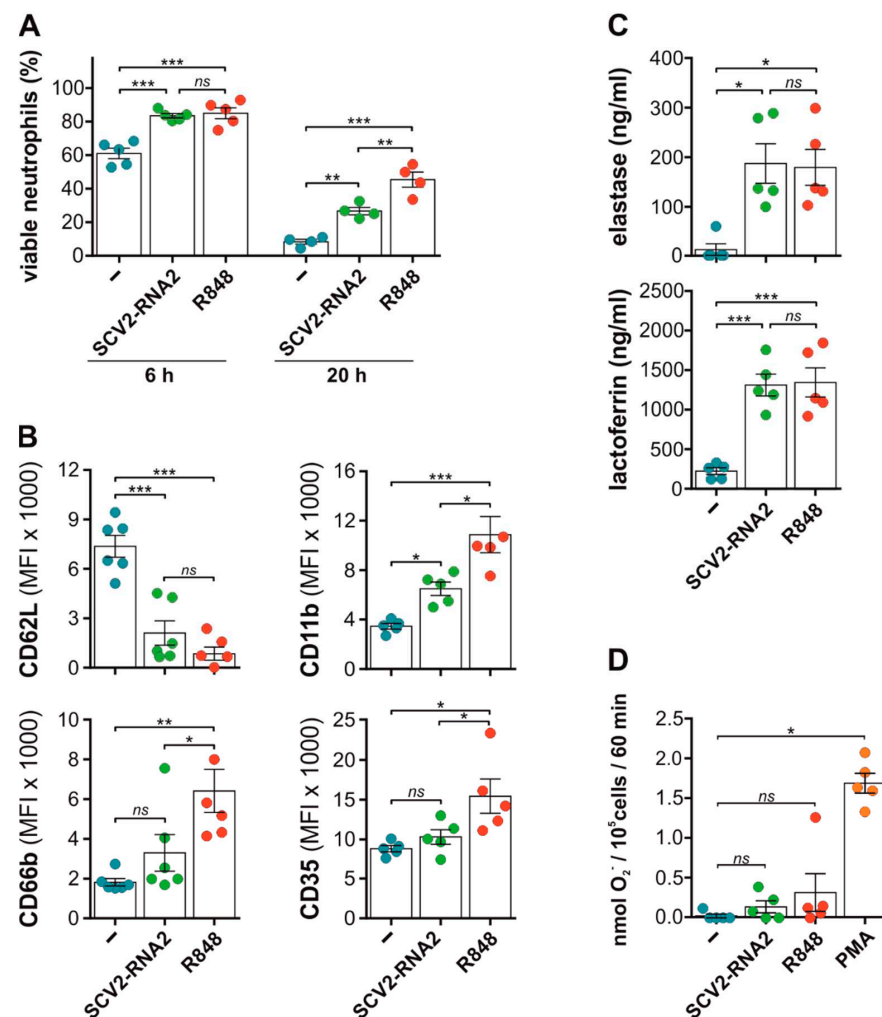 A
viable neutrophils (%)
100
80
60
40
20
0
***
***
ns
***
**
**
–
SCV2-RNA2
R848
SCV2-RNA2
–
R848
6 h
20 h
B
CD62L (MFI x 1000)
12
9
6
3
0
***
***
ns
CD11b (MFI x 1000)
16
12
8
4
0
***
*
*
CD66b (MFI x 1000)
8
6
4
2
0
**
*
ns
–
SCV2-RNA2
R848
CD35 (MFI x 1000)
25
20
15
10
5
0
*
*
ns
–
SCV2-RNA2
R848
C
elastase (ng/ml)
400
300
200
100
0
*
*
ns
lactoferrin (ng/ml)
2500
2000
1500
1000
500
0
***
***
ns
–
SCV2-RNA2
R848
D
nmol O₂⁻ / 10⁵ cells / 60 min
2.5
2.0
1.5
1.0
0.5
0.0
*
ns
ns
–
SCV2-RNA2
R848
PMA